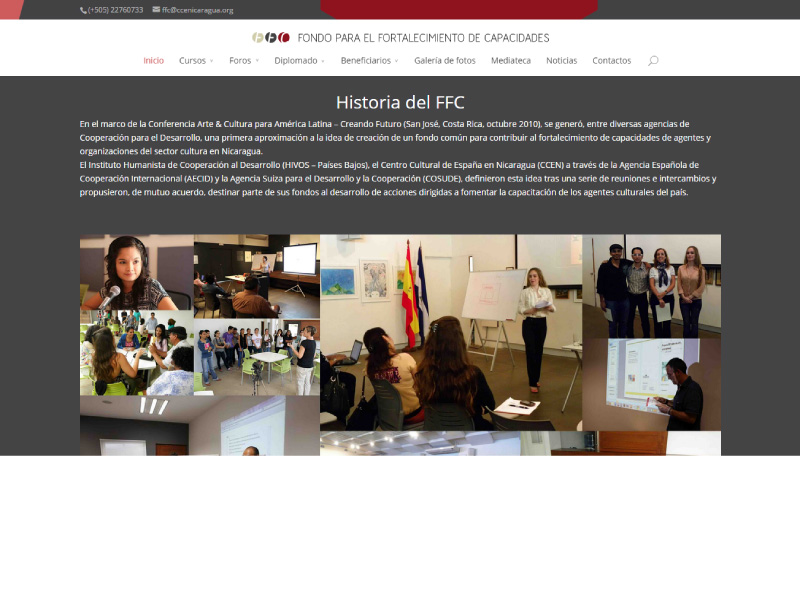 (+505) 22760733 ffc@ccenicaragua.org
FFC FONDO PARA EL FORTALECIMIENTO DE CAPACIDADES
Inicio Cursos Foros Diplomado Beneficiarios Galería de fotos Mediateca Noticias Contactos
Historia del FFC
En el marco de la Conferencia Arte & Cultura para América Latina – Creando Futuro (San José, Costa Rica, octubre 2010), se generó, entre diversas agencias de
Cooperación para el Desarrollo, una primera aproximación a la idea de creación de un fondo común para contribuir al fortalecimiento de capacidades de agentes y
organizaciones del sector cultura en Nicaragua.
El Instituto Humanista de Cooperación al Desarrollo (HIVOS – Países Bajos), el Centro Cultural de España en Nicaragua (CCEN) a través de la Agencia Española de
Cooperación Internacional (AECID) y la Agencia Suiza para el Desarrollo y la Cooperación (COSUDE), definieron esta idea tras una serie de reuniones e intercambios y
propusieron, de mutuo acuerdo, destinar parte de sus fondos al desarrollo de acciones dirigidas a fomentar la capacitación de los agentes culturales del país.